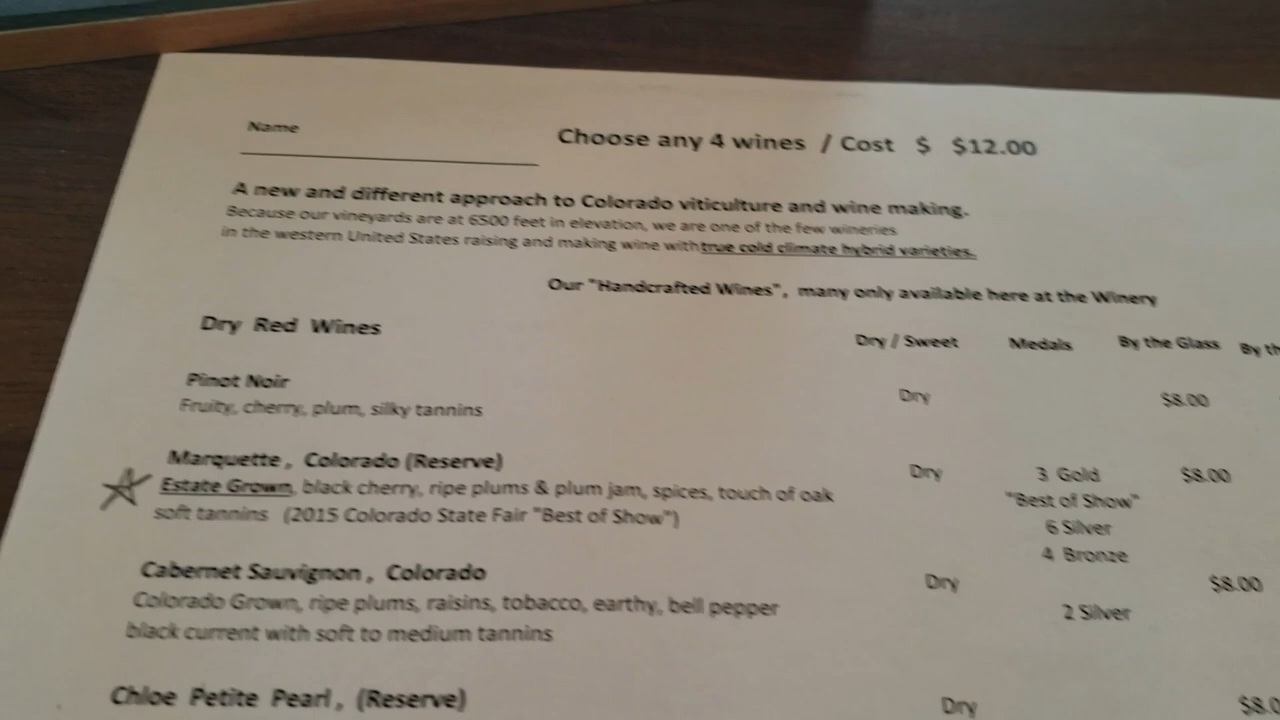 Name
Choose any 4 wines / Cost $ $12.00
A new and different approach to Colorado viticulture and wine making.
Because our vineyards are at 6500 feet in elevation, we are one of the few wineries
in the western United States raising and making wine with true cold climate hybrid varieties.
Our "Handcrafted Wines", many only available here at the Winery
Dry Red Wines
Dry / Sweet Medals By the Glass By th
Pinot Noir
Dry $8.00
Fruity, cherry, plum, silky tannins
Marquette , Colorado (Reserve)
Dry 3 Gold $8.00
Estate Grown, black cherry, ripe plums & plum jam, spices, touch of oak
"Best of Show"
soft tannins (2015 Colorado State Fair "Best of Show")
6 Silver
4 Bronze
Cabernet Sauvignon , Colorado
Dry $8.00
Colorado Grown, ripe plums, raisins, tobacco, earthy, bell pepper
2 Silver
black current with soft to medium tannins
Chloe Petite Pearl , (Reserve)
Dry $8.0